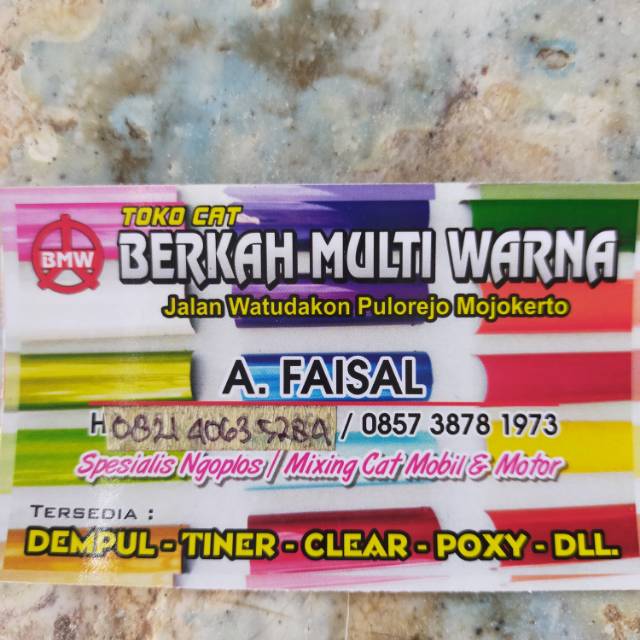 TOKO CAT
BMW
BERKAH MULTI WARNA
Jalan Watudakon Pulorejo Mojokerto
A. FAISAL
H 0821 4063 5289 / 0857 3878 1973
Spesialis Ngoplos / Mixing Cat Mobil & Motor
TERSEDIA :
DEMPUL - TINER - CLEAR - POXY - DLL.